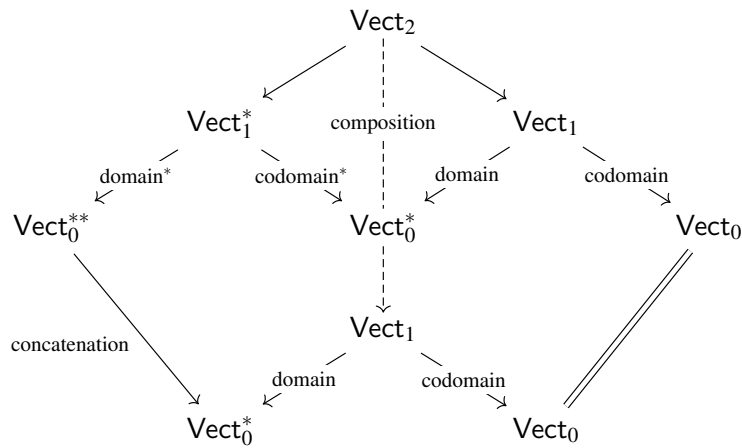 Vect₂
Vect₁* composition Vect₁
domain* codomain* domain codomain
Vect₀** Vect₀* Vect₀
Vect₁
concatenation
domain codomain
Vect₀* Vect₀